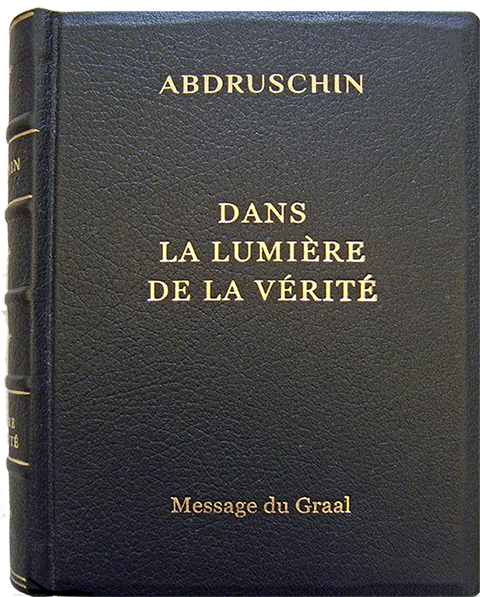 ABDRUSCHIN
DANS
LA LUMIÈRE
DE LA VÉRITÉ
Message du Graal